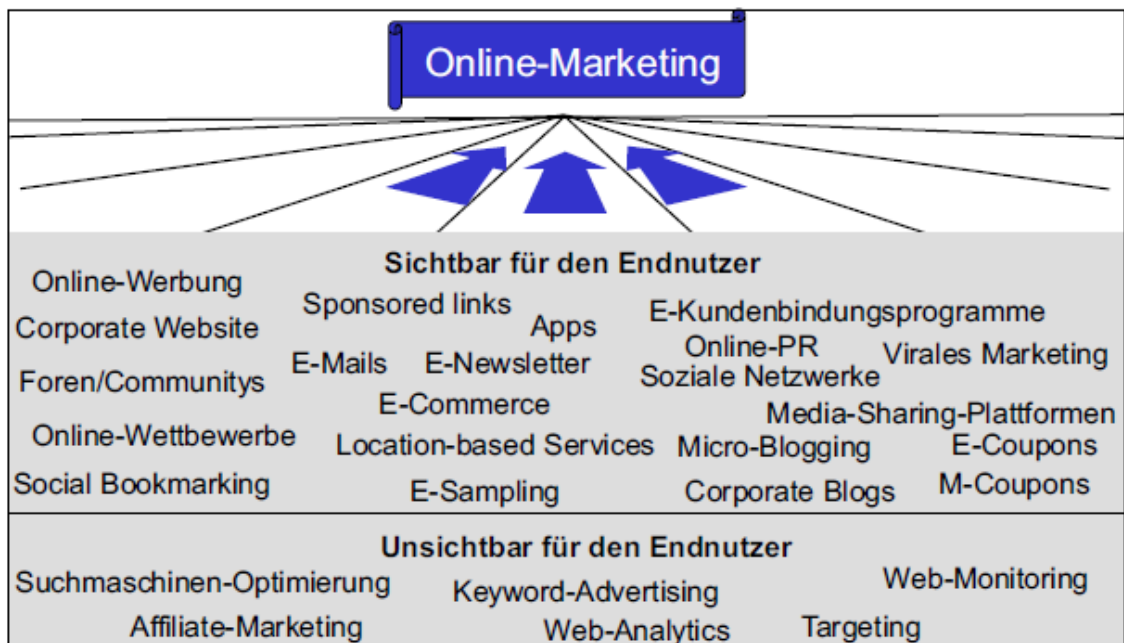 Online-Marketing
Sichtbar für den Endnutzer
Online-Werbung
Sponsored links
E-Kundenbindungsprogramme
Corporate Website
Apps
Online-PR
Virales Marketing
E-Mails
E-Newsletter
Soziale Netzwerke
Foren/Communitys
E-Commerce
Media-Sharing-Plattformen
Online-Wettbewerbe
Location-based Services
Micro-Blogging
E-Coupons
Social Bookmarking
E-Sampling
Corporate Blogs
M-Coupons
Unsichtbar für den Endnutzer
Suchmaschinen-Optimierung
Keyword-Advertising
Web-Monitoring
Affiliate-Marketing
Web-Analytics
Targeting